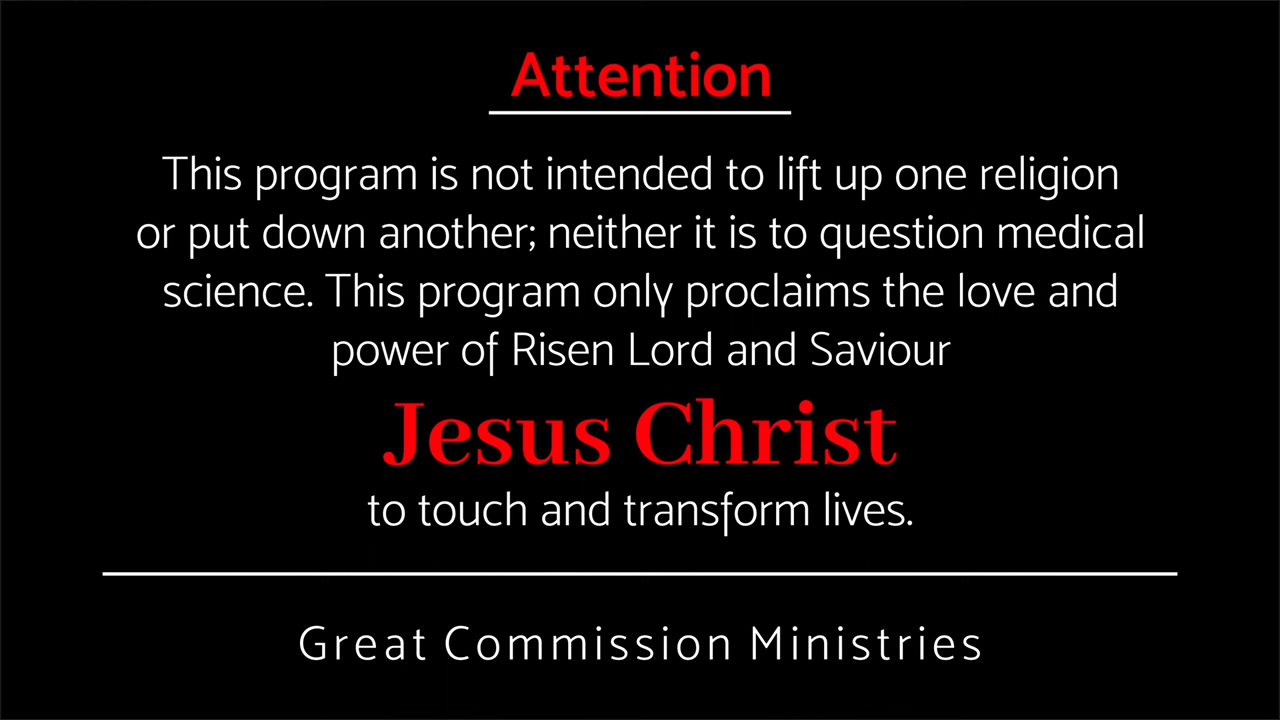 Attention
This program is not intended to lift up one religion
or put down another; neither it is to question medical
science. This program only proclaims the love and
power of Risen Lord and Saviour
Jesus Christ
to touch and transform lives.
Great Commission Ministries